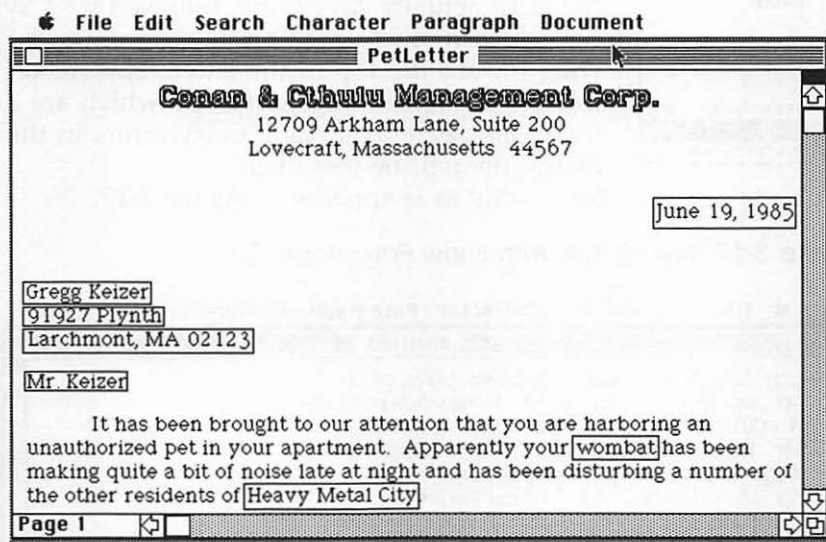 File Edit Search Character Paragraph Document
PetLetter
Conan & Cthulu Management Corp.
12709 Arkham Lane, Suite 200
Lovecraft, Massachusetts 44567
June 19, 1985
Gregg Keizer
91927 Plynth
Larchmont, MA 02123
Mr. Keizer
It has been brought to our attention that you are harboring an
unauthorized pet in your apartment. Apparently your wombat has been
making quite a bit of noise late at night and has been disturbing a number of
the other residents of Heavy Metal City
Page 1